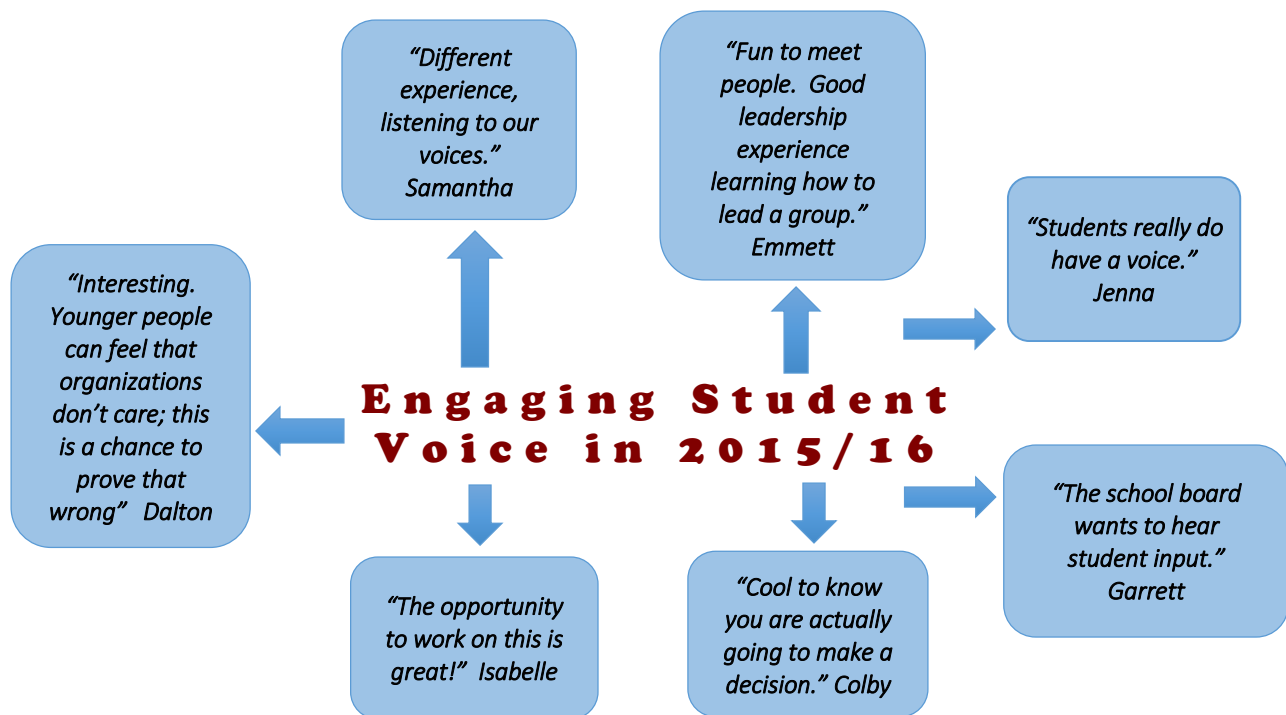 “Different
experience,
listening to our
voices.”
Samantha
“Fun to meet
people.  Good
leadership
experience
learning how to
lead a group.”
Emmett
“Students really do
have a voice.”
Jenna
“Interesting.
Younger people
can feel that
organizations
don’t care; this
is a chance to
prove that
wrong”  Dalton
Engaging Student
Voice in 2015/16
“The school board
wants to hear
student input.”
Garrett
“The opportunity
to work on this is
great!”  Isabelle
“Cool to know
you are actually
going to make a
decision.” Colby